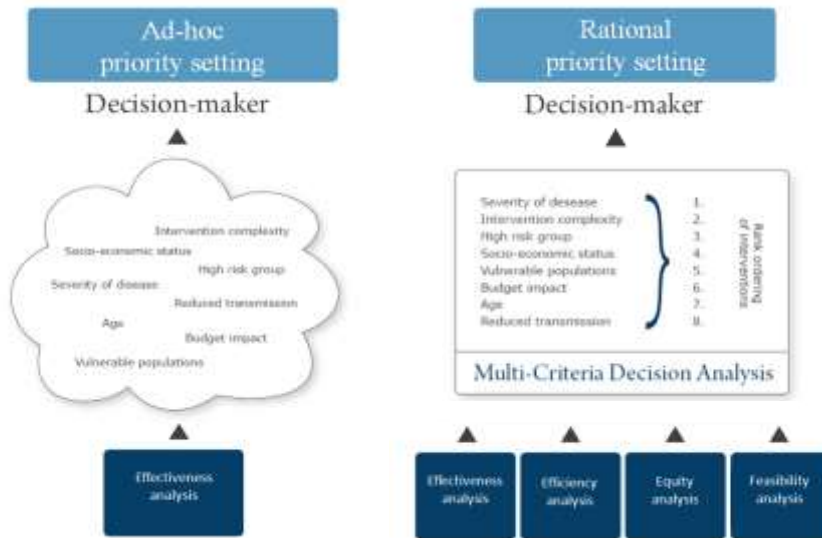 Ad-hoc
priority setting
Decision-maker
Intervention complexity
Socio-economic status
High risk group
Severity of disease
Reduced transmission
Age
Budget impact
Vulnerable populations
Effectiveness
analysis
Rational
priority setting
Decision-maker
Severity of desease
Intervention complexity
High risk group
Socio-economic status
Vulnerable populations
Budget impact
Age
Reduced transmission
1.
2.
3.
4.
5.
6.
7.
8.
Rank ordering
of interventions
Multi-Criteria Decision Analysis
Effectiveness
analysis
Efficiency
analysis
Equity
analysis
Feasibility
analysis